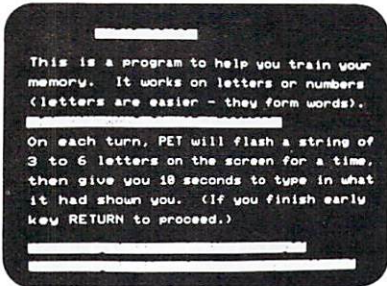 This is a program to help you train your
memory. It works on letters or numbers
(letters are easier - they form words).
On each turn, PET will flash a string of
3 to 6 letters on the screen for a time,
then give you 10 seconds to type in what
it had shown you. (If you finish early
key RETURN to proceed.)